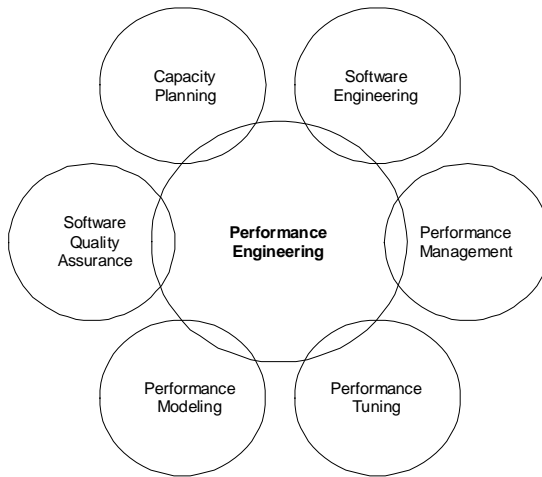 Capacity
Planning
Software
Engineering
Software
Quality
Assurance
Performance
Engineering
Performance
Management
Performance
Modeling
Performance
Tuning